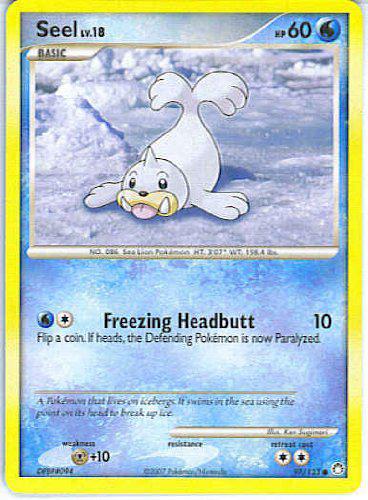 Seel LV.18 HP 60
BASIC
NO. 086 Sea Lion Pokémon HT. 3'07" WT. 198.4 lbs.
Freezing Headbutt 10
Flip a coin. If heads, the Defending Pokémon is now Paralyzed.
A Pokémon that lives on icebergs. It swims in the sea using the
point on its head to break up ice.
Illus. Ken Sugimori
weakness resistance retreat cost
+10
©2007 Pokémon/Nintendo